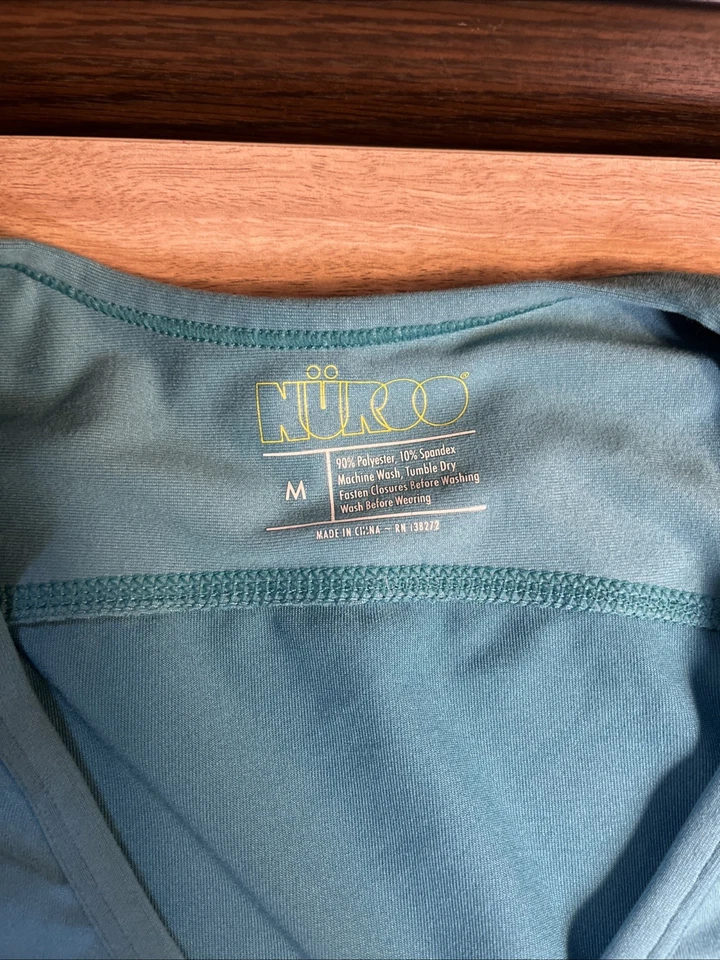 NÜROO®
M
90% Polyester, 10% Spandex
Machine Wash, Tumble Dry
Fasten Closures Before Washing
Wash Before Wearing
MADE IN CHINA – RN 138272